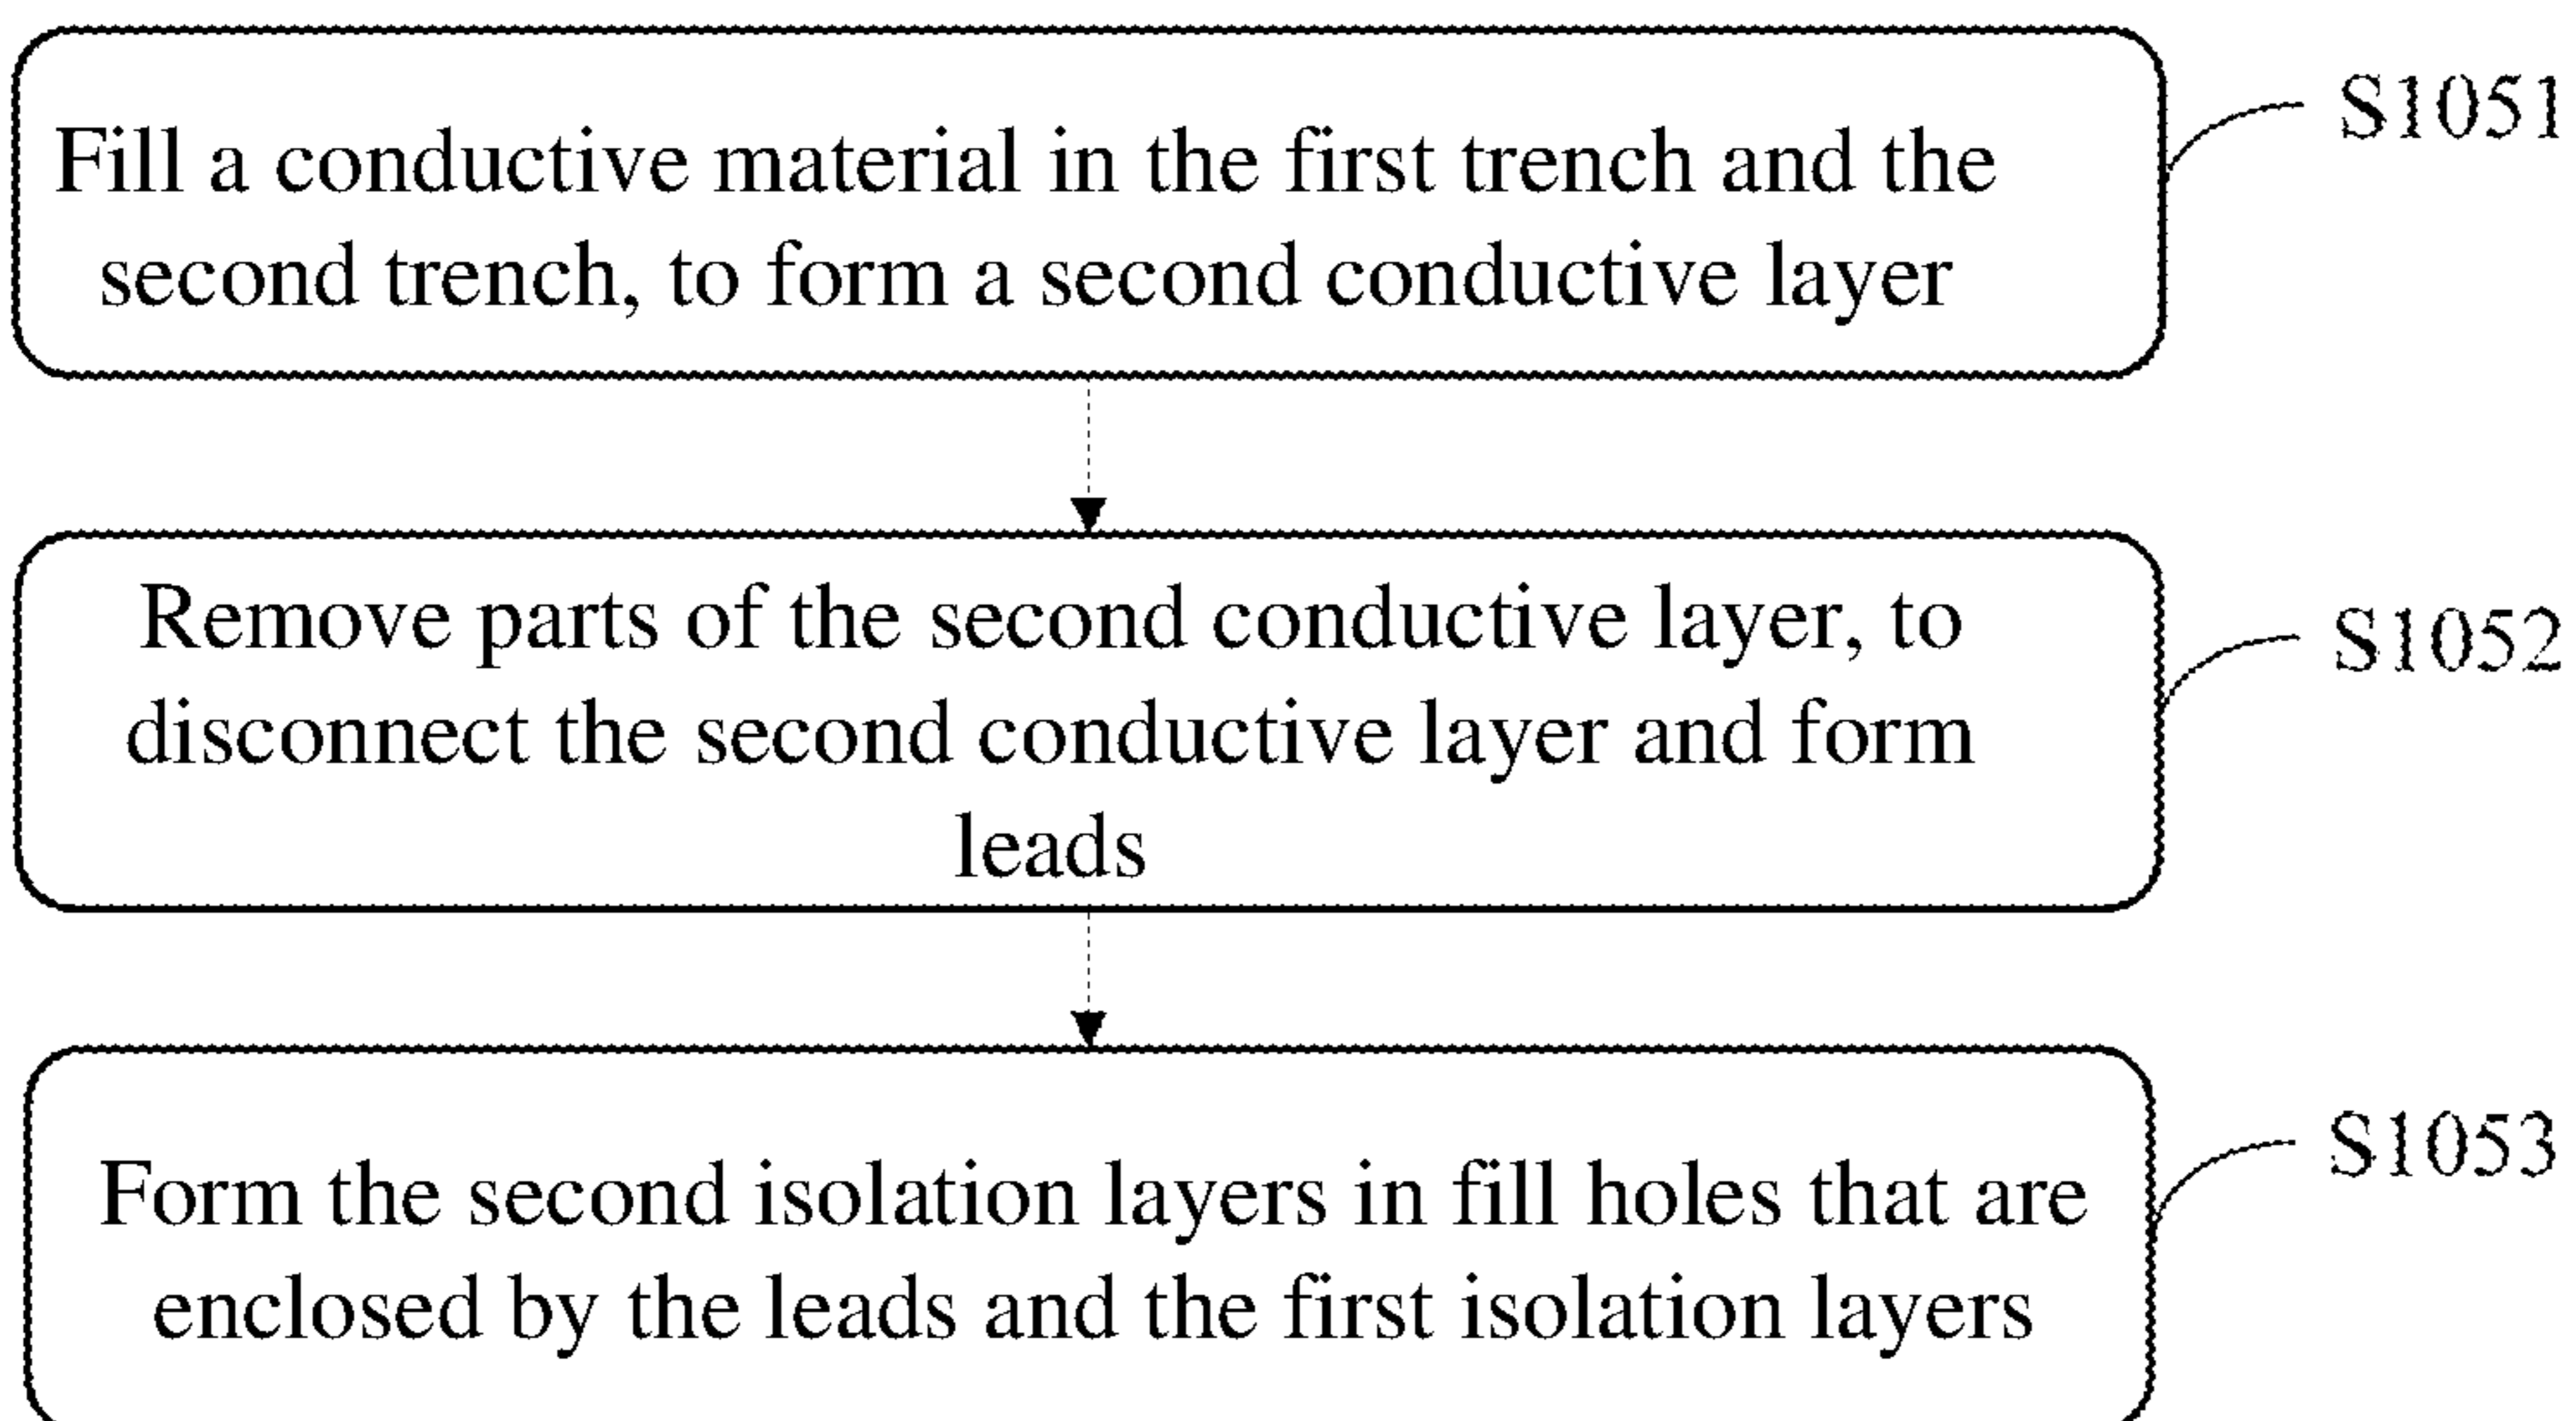 Fill a conductive material in the first trench and the
second trench, to form a second conductive layer
S1051
Remove parts of the second conductive layer, to
disconnect the second conductive layer and form
leads
S1052
Form the second isolation layers in fill holes that are
enclosed by the leads and the first isolation layers
S1053